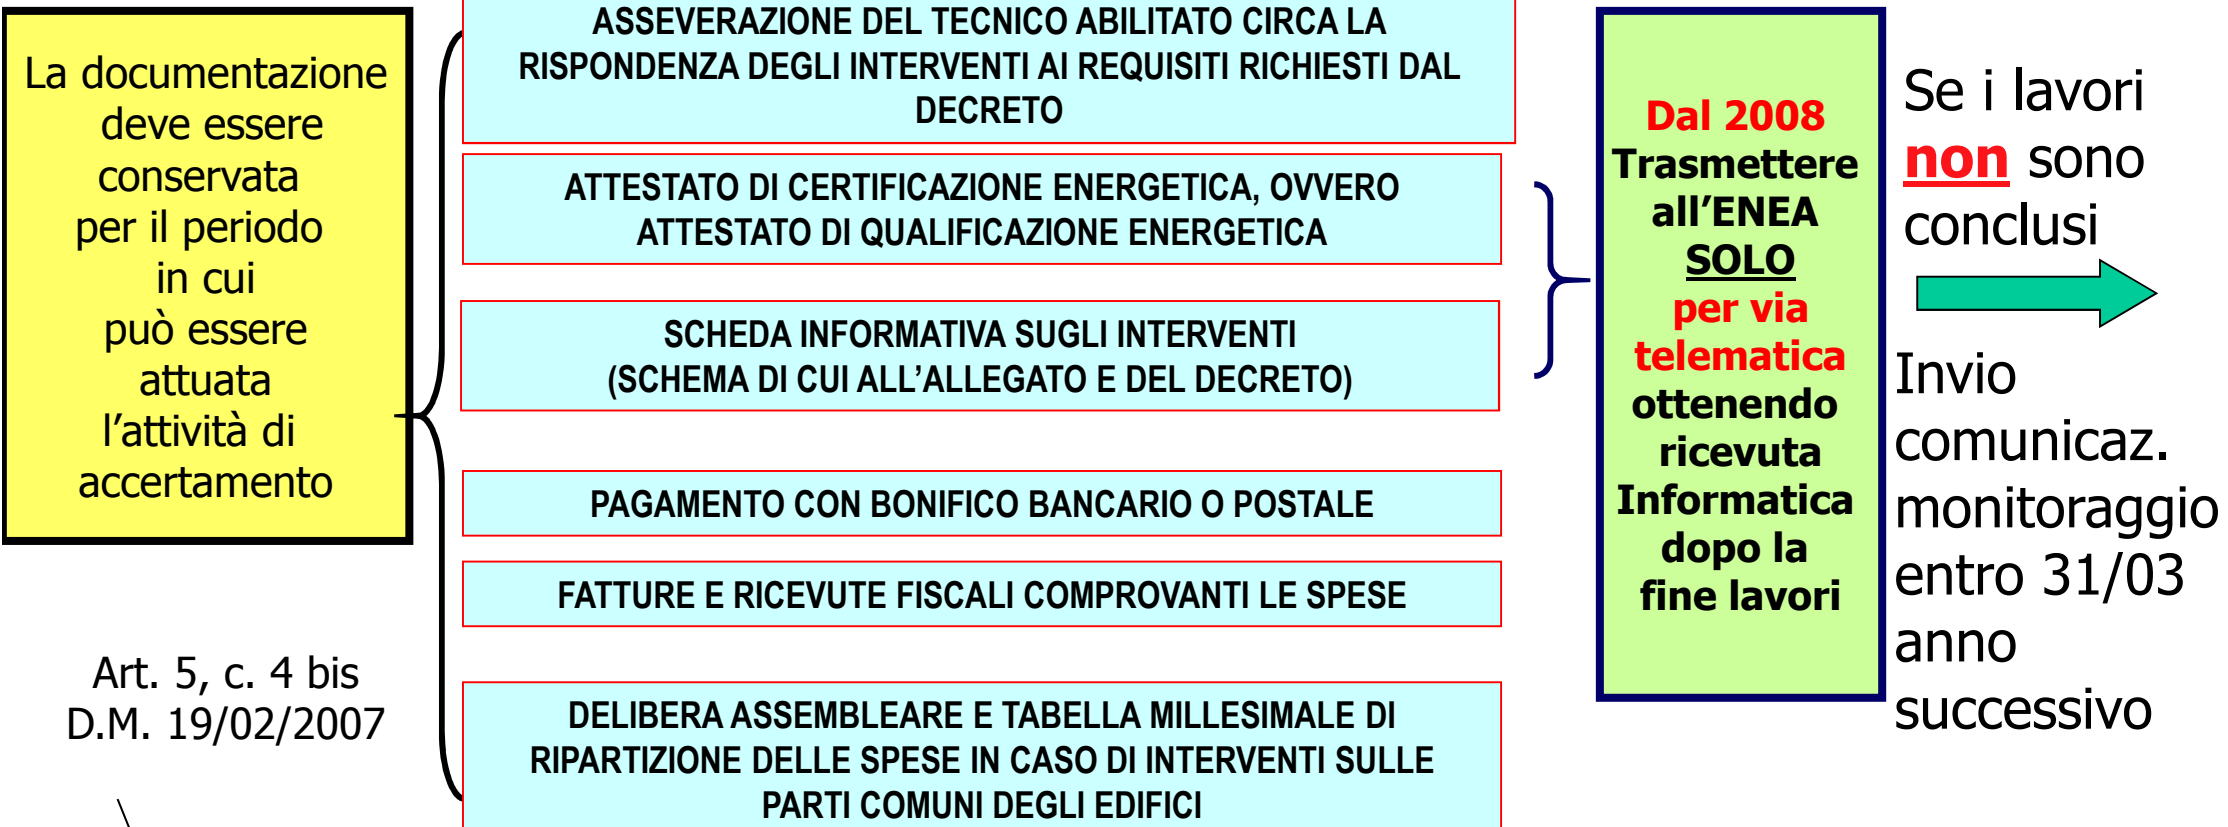 La documentazione
deve essere
conservata
per il periodo
in cui
può essere
attuata
l’attività di
accertamento
Art. 5, c. 4 bis
D.M. 19/02/2007
ASSEVERAZIONE DEL TECNICO ABILITATO CIRCA LA
RISPONDENZA DEGLI INTERVENTI AI REQUISITI RICHIESTI DAL
DECRETO
ATTESTATO DI CERTIFICAZIONE ENERGETICA, OVVERO
ATTESTATO DI QUALIFICAZIONE ENERGETICA
SCHEDA INFORMATIVA SUGLI INTERVENTI
(SCHEMA DI CUI ALL’ALLEGATO E DEL DECRETO)
PAGAMENTO CON BONIFICO BANCARIO O POSTALE
FATTURE E RICEVUTE FISCALI COMPROVANTI LE SPESE
DELIBERA ASSEMBLEARE E TABELLA MILLESIMALE DI
RIPARTIZIONE DELLE SPESE IN CASO DI INTERVENTI SULLE
PARTI COMUNI DEGLI EDIFICI
Dal 2008
Trasmettere
all’ENEA
SOLO
per via
telematica
ottenendo
ricevuta
Informatica
dopo la
fine lavori
Se i lavori
non sono
conclusi
Invio
comunicaz.
monitoraggio
entro 31/03
anno
successivo